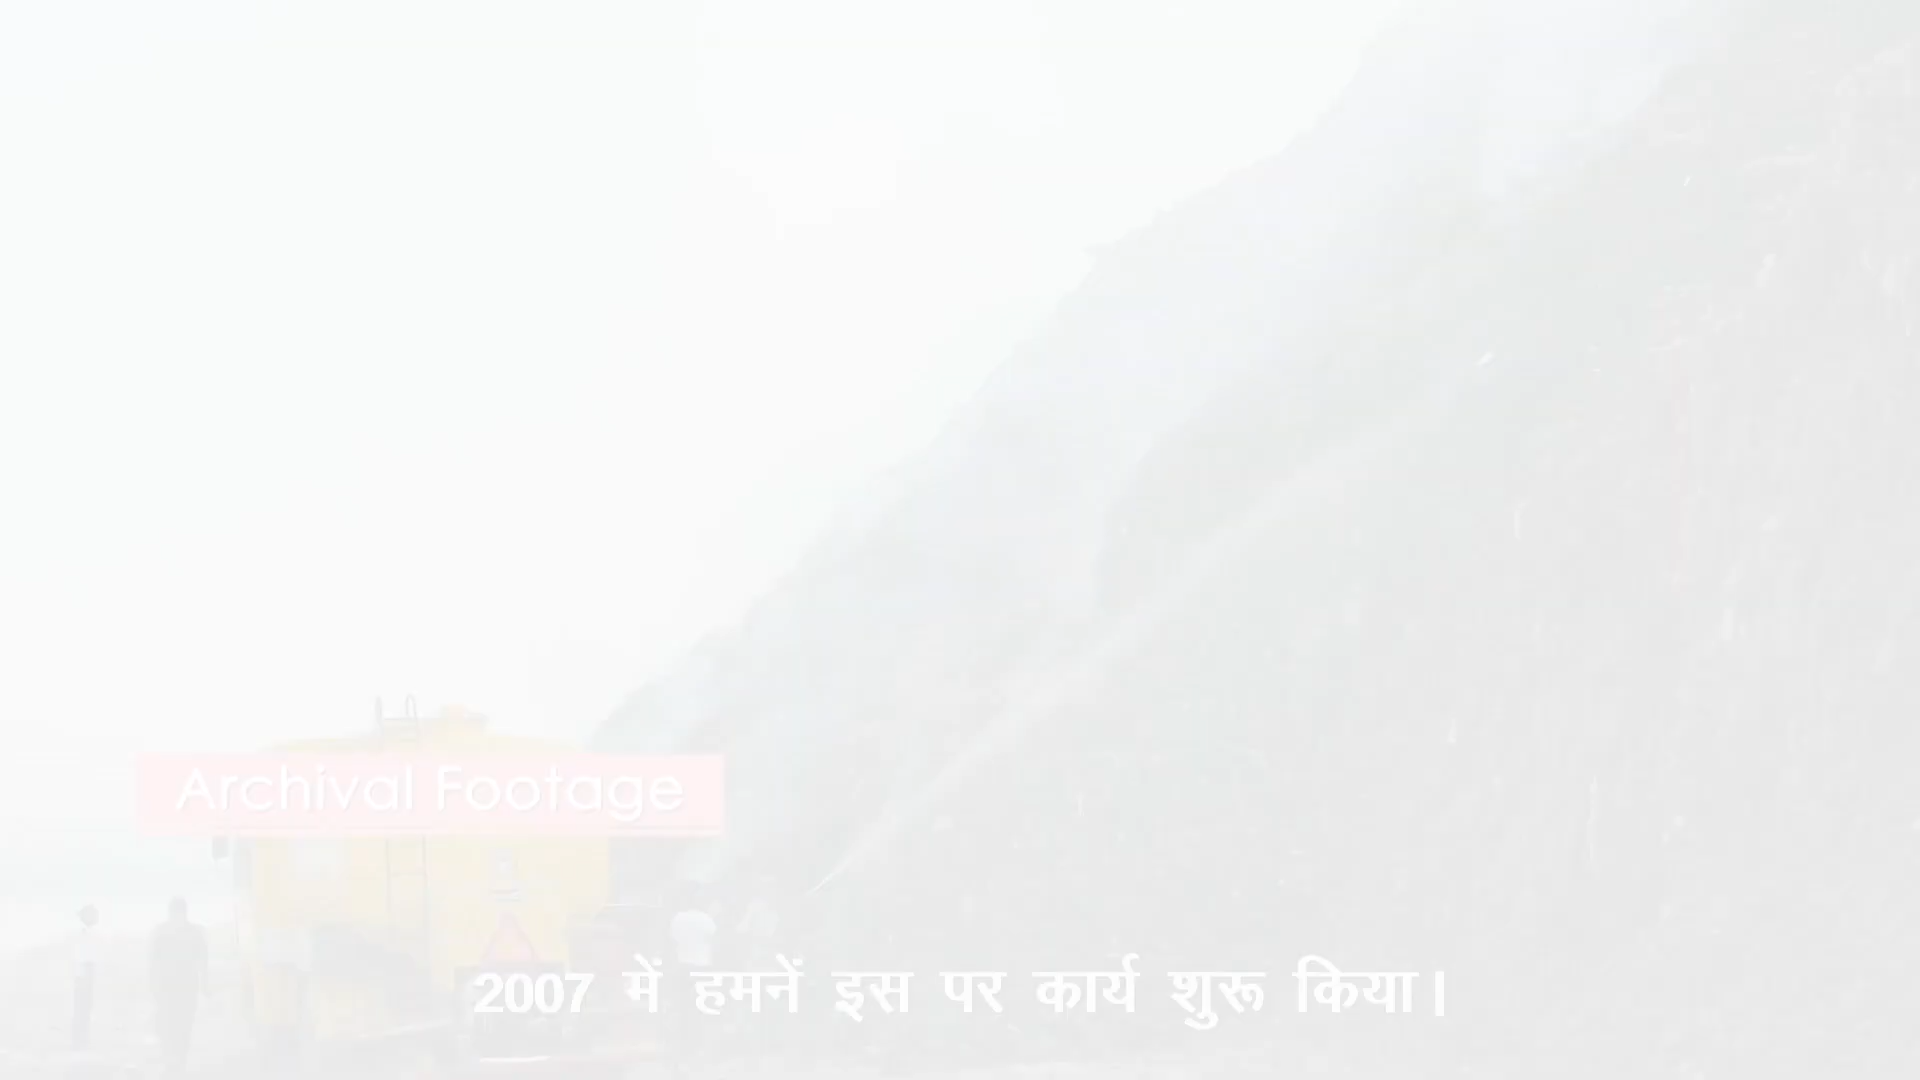 Archival Footage
2007 में हमनें इस पर कार्य शुरू किया।